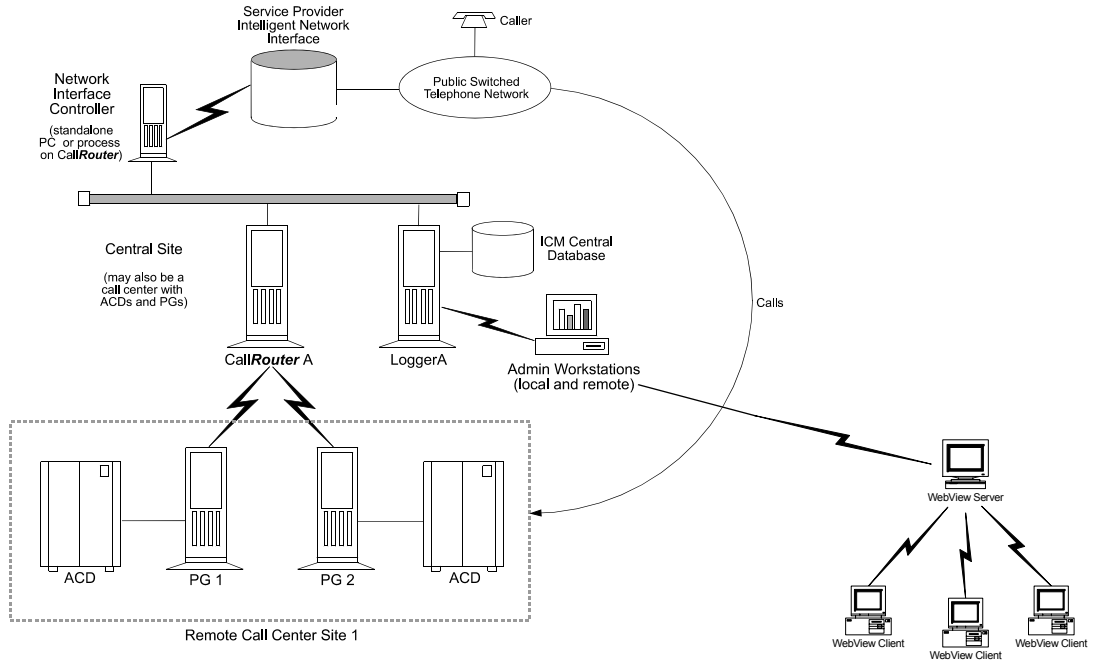 Service Provider
Intelligent Network
Interface
Caller
Public Switched
Telephone Network
Network
Interface
Controller
(standalone
PC or process
on CallRouter)
Central Site
(may also be a
call center with
ACDs and PGs)
ICM Central
Database
Calls
CallRouter A
LoggerA
Admin Workstations
(local and remote)
WebView Server
ACD
PG 1
PG 2
ACD
Remote Call Center Site 1
WebView Client
WebView Client
WebView Client